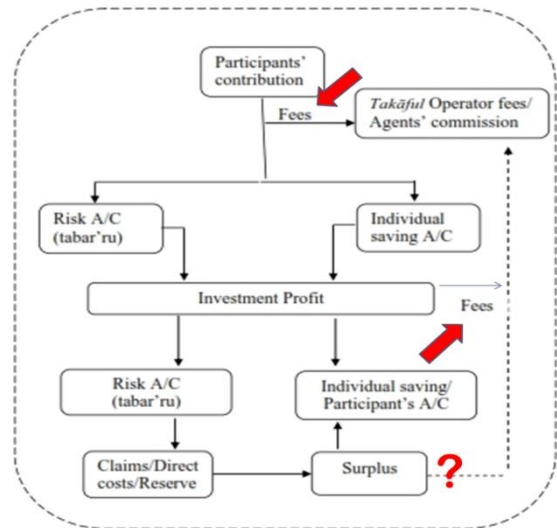 Participants'
contribution
Fees
Takāful Operator fees/
Agents' commission
Risk A/C
(tabar'ru)
Individual
saving A/C
Investment Profit
Fees
Risk A/C
(tabar'ru)
Individual saving/
Participant's A/C
Claims/Direct
costs/Reserve
Surplus
?